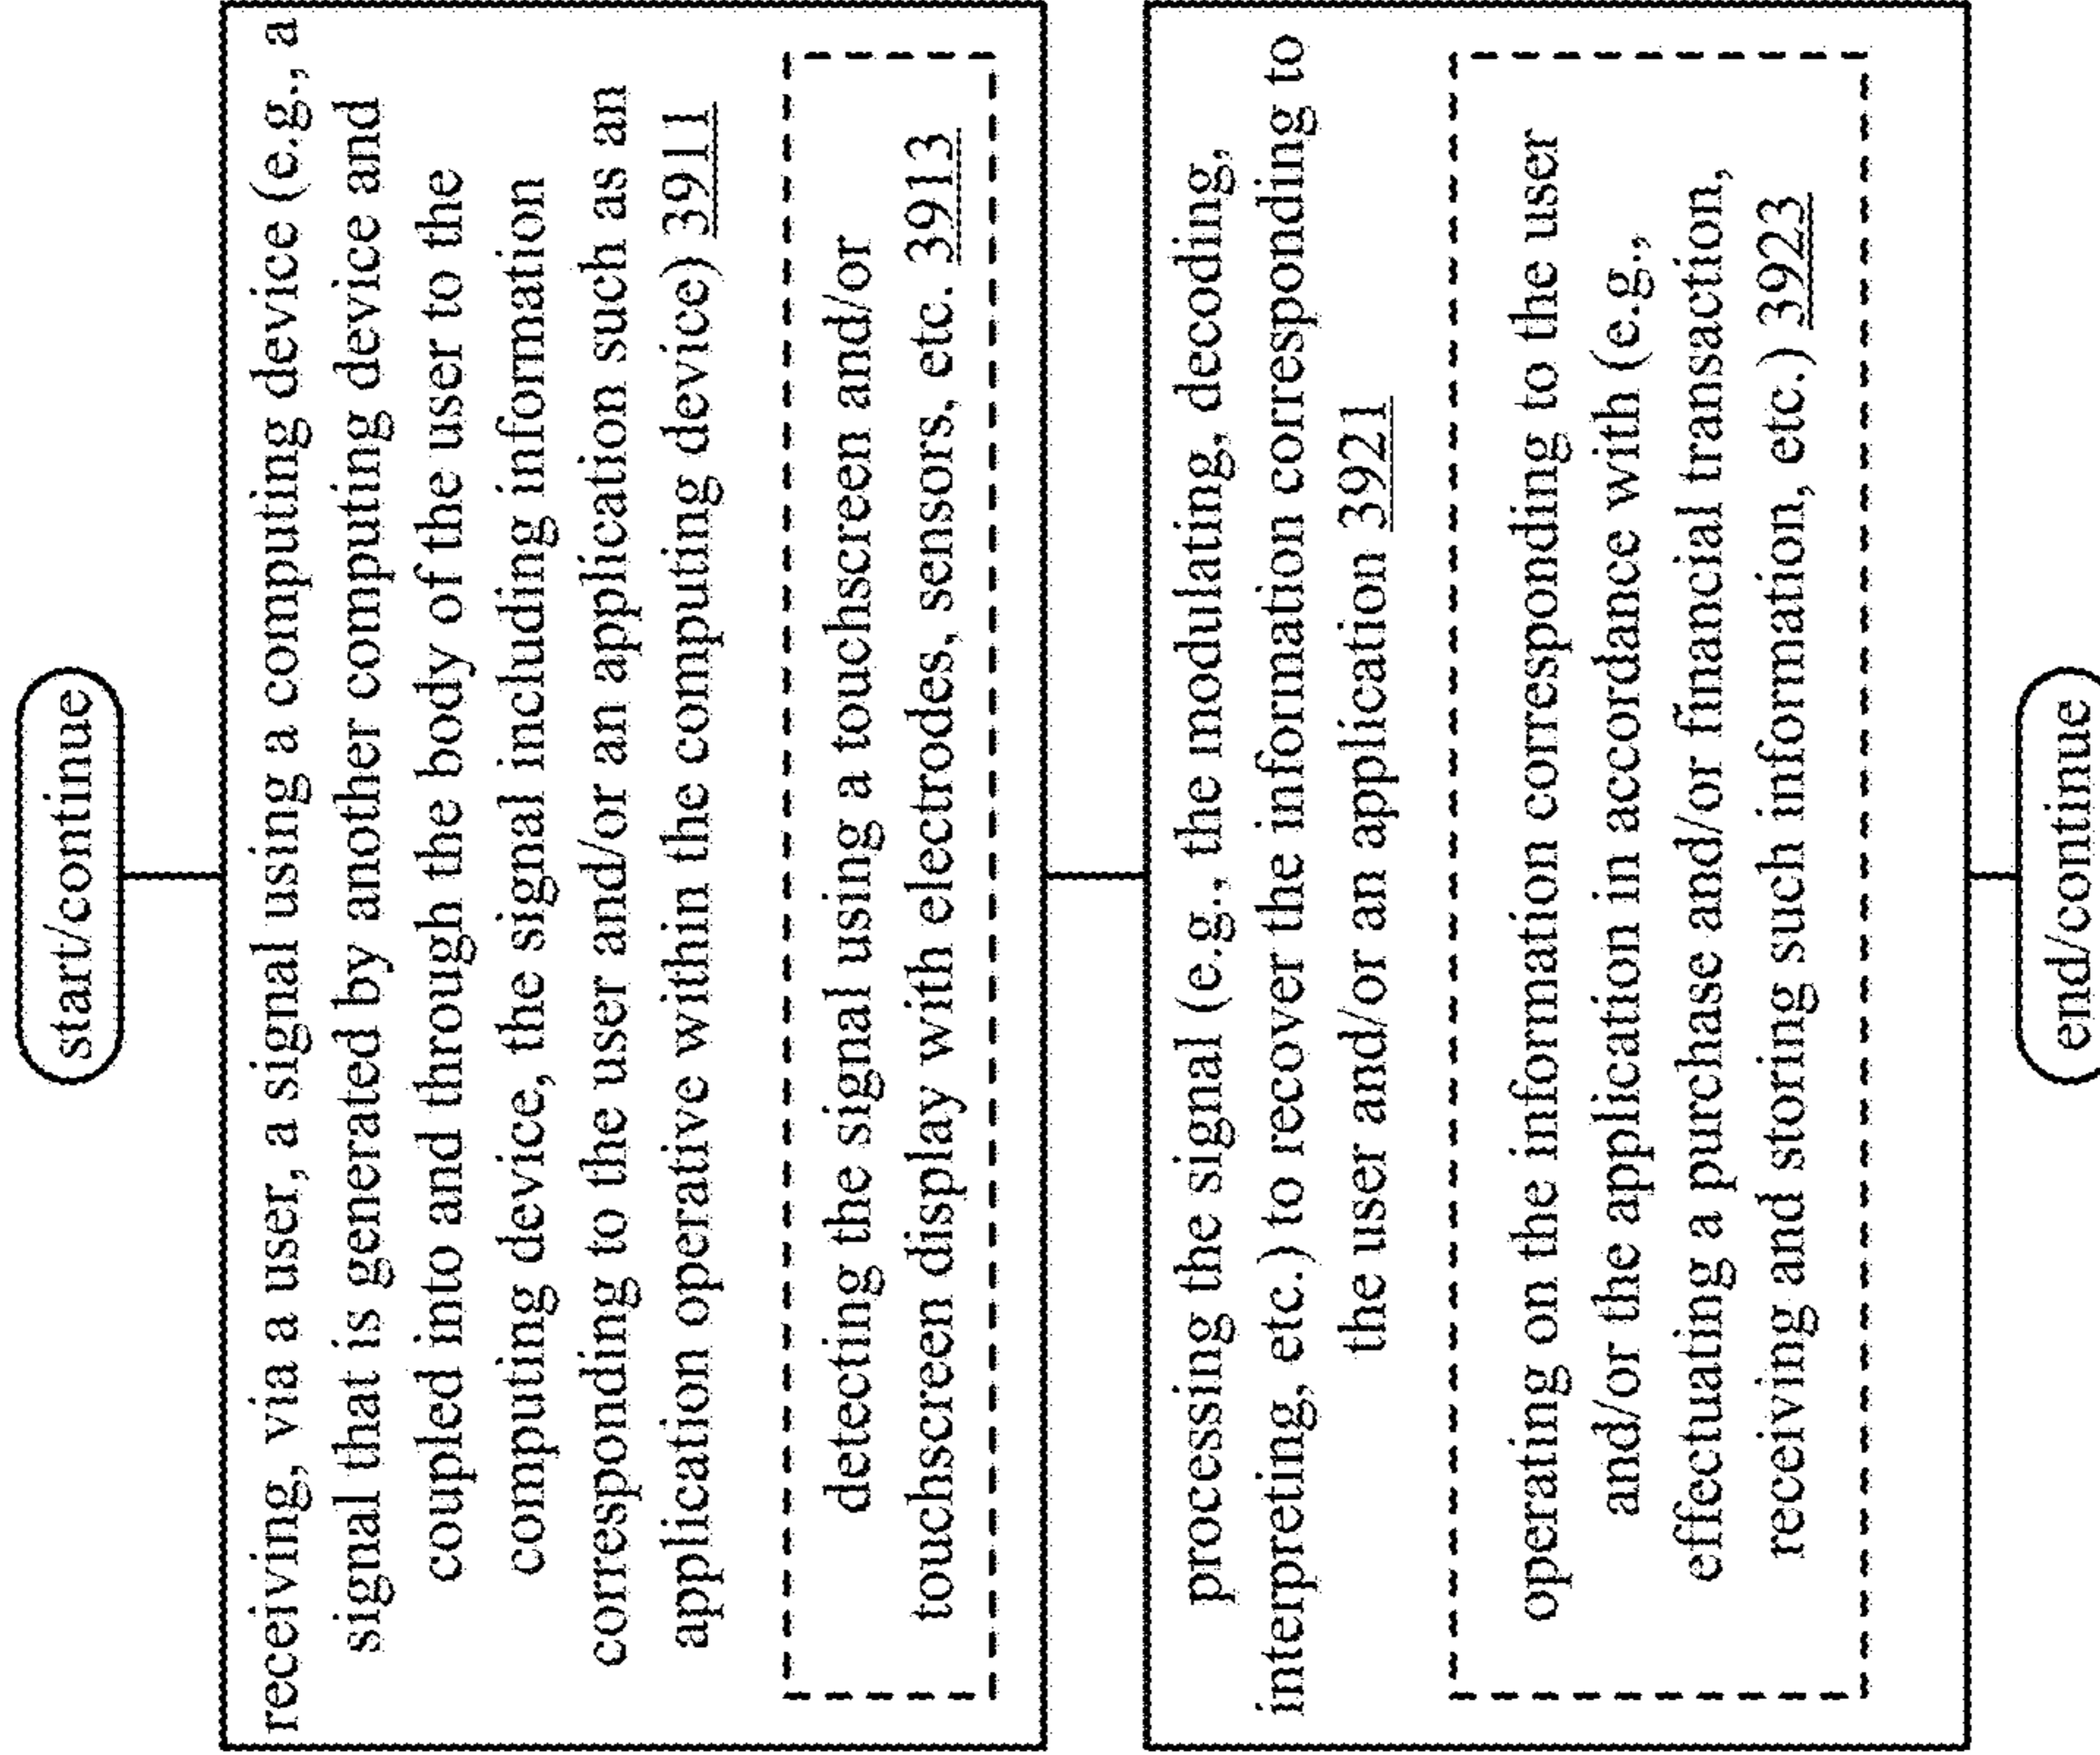 start/continue
receiving, via a user, a signal using a computing device (e.g., a
signal that is generated by another computing device and
coupled into and through the body of the user to the
computing device, the signal including information
corresponding to the user and/or an application such as an
application operative within the computing device) 3911
detecting the signal using a touchscreen and/or
touchscreen display with electrodes, sensors, etc. 3913
processing the signal (e.g., the modulating, decoding,
interpreting, etc.) to recover the information corresponding to
the user and/or an application 3921
operating on the information corresponding to the user
and/or the application in accordance with (e.g.,
effectuating a purchase and/or financial transaction,
receiving and storing such information, etc.) 3923
end/continue